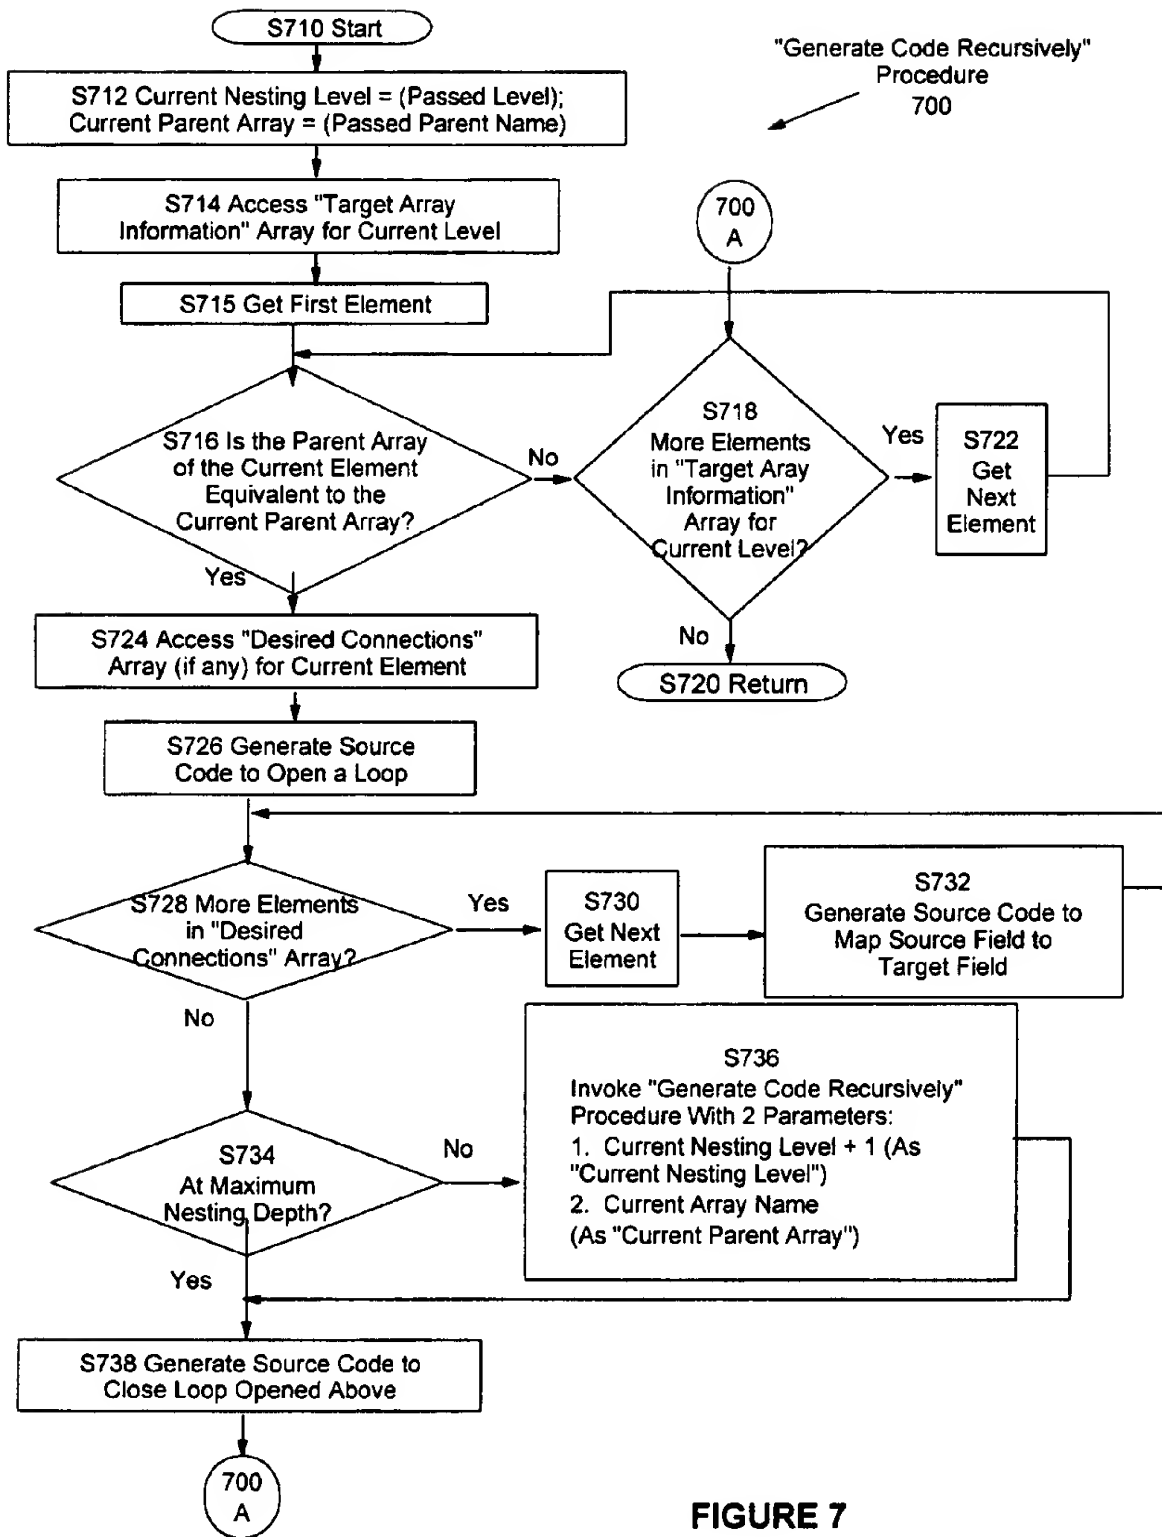 S710 Start
"Generate Code Recursively"
Procedure
700
S712 Current Nesting Level = (Passed Level);
Current Parent Array = (Passed Parent Name)
S714 Access "Target Array
Information" Array for Current Level
700
A
S715 Get First Element
S716 Is the Parent Array
of the Current Element
Equivalent to the
Current Parent Array?
No
Yes
S718
More Elements
in "Target Aray
Information"
Array for
Current Level?
Yes
No
S722
Get
Next
Element
S720 Return
S724 Access "Desired Connections"
Array (if any) for Current Element
S726 Generate Source
Code to Open a Loop
S728 More Elements
in "Desired
Connections" Array?
Yes
No
S730
Get Next
Element
S732
Generate Source Code to
Map Source Field to
Target Field
S734
At Maximum
Nesting Depth?
No
Yes
S736
Invoke "Generate Code Recursively"
Procedure With 2 Parameters:
1. Current Nesting Level + 1 (As
"Current Nesting Level")
2. Current Array Name
(As "Current Parent Array")
S738 Generate Source Code to
Close Loop Opened Above
700
A
FIGURE 7